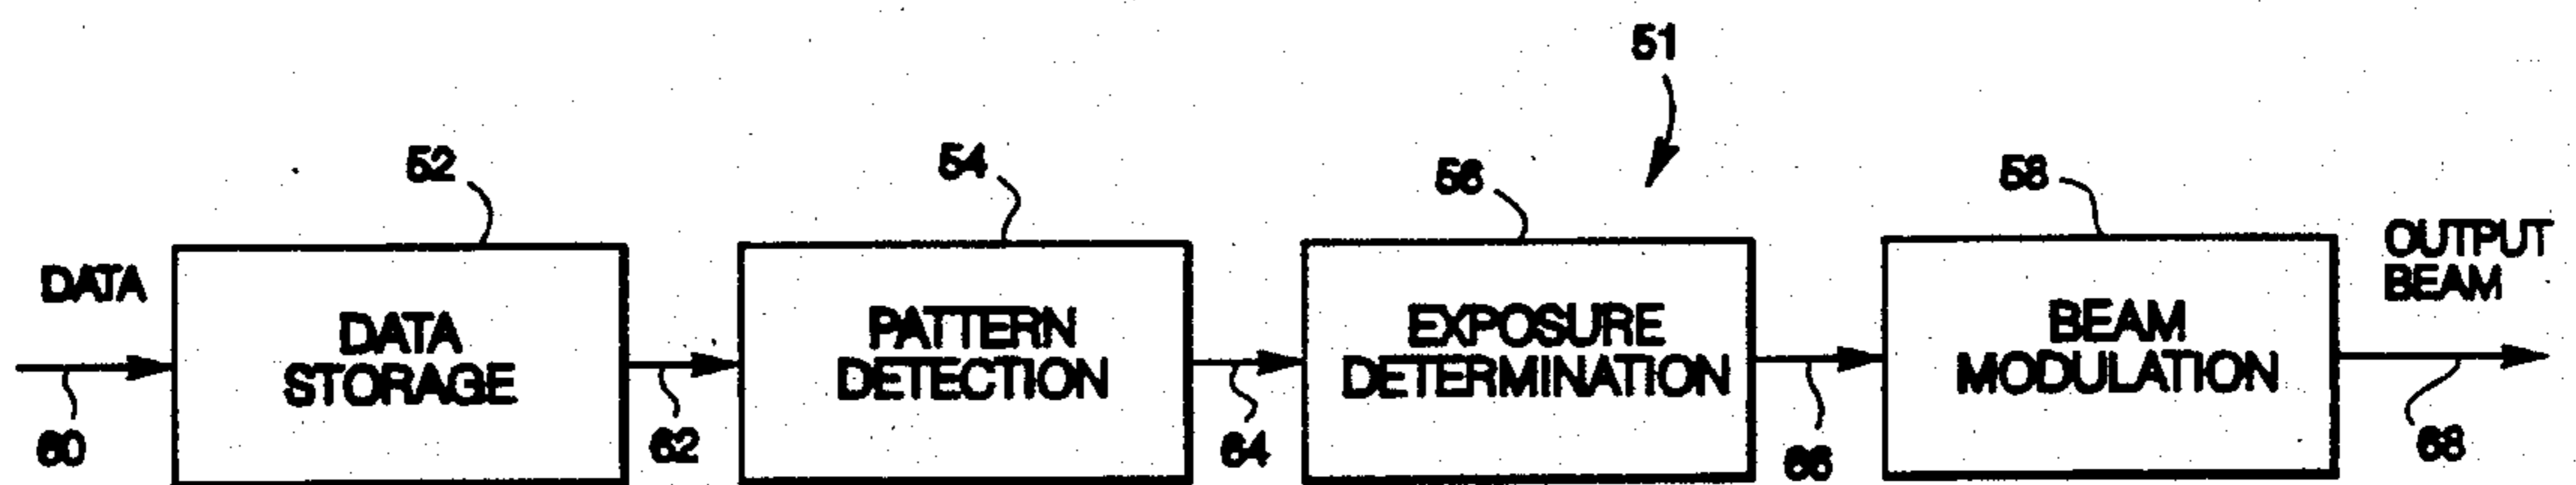 51
52
54
56
58
DATA
OUTPUT
BEAM
DATA
STORAGE
PATTERN
DETECTION
EXPOSURE
DETERMINATION
BEAM
MODULATION
60
62
64
66
68